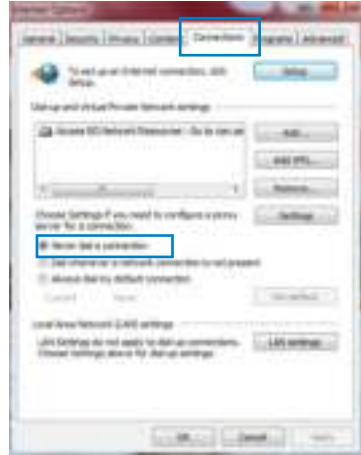 Internet Options
General Security Privacy Content Connections Programs Advanced
To set up an Internet connection, click
Setup.
Setup
Dial-up and Virtual Private Network settings
Add...
Add VPN...
Remove...
Choose Settings if you need to configure a proxy
server for a connection.
Settings
Never dial a connection
Dial whenever a network connection is not present
Always dial my default connection
Current
None
Set default
Local Area Network (LAN) settings
LAN Settings do not apply to dial-up connections.
Choose Settings above for dial-up settings.
LAN settings
OK
Cancel
Apply